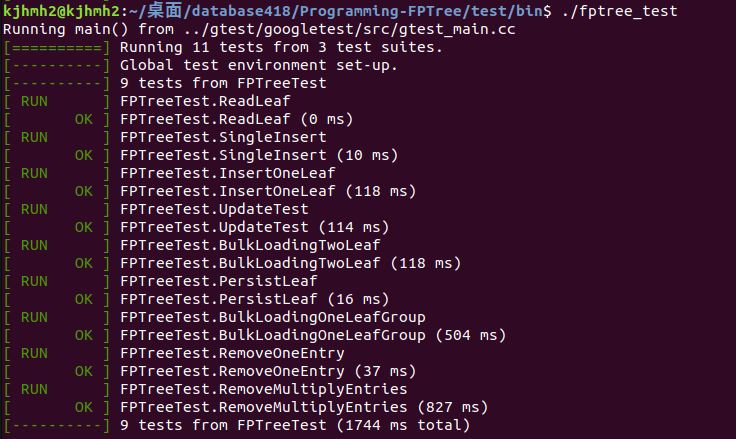 kjhmh2@kjhmh2:~/桌面/database418/Programming-FPTree/test/bin$ ./fptree_test
Running main() from ../gtest/googletest/src/gtest_main.cc
[==========] Running 11 tests from 3 test suites.
[----------] Global test environment set-up.
[----------] 9 tests from FPTreeTest
[ RUN      ] FPTreeTest.ReadLeaf
[       OK ] FPTreeTest.ReadLeaf (0 ms)
[ RUN      ] FPTreeTest.SingleInsert
[       OK ] FPTreeTest.SingleInsert (10 ms)
[ RUN      ] FPTreeTest.InsertOneLeaf
[       OK ] FPTreeTest.InsertOneLeaf (118 ms)
[ RUN      ] FPTreeTest.UpdateTest
[       OK ] FPTreeTest.UpdateTest (114 ms)
[ RUN      ] FPTreeTest.BulkLoadingTwoLeaf
[       OK ] FPTreeTest.BulkLoadingTwoLeaf (118 ms)
[ RUN      ] FPTreeTest.PersistLeaf
[       OK ] FPTreeTest.PersistLeaf (16 ms)
[ RUN      ] FPTreeTest.BulkLoadingOneLeafGroup
[       OK ] FPTreeTest.BulkLoadingOneLeafGroup (504 ms)
[ RUN      ] FPTreeTest.RemoveOneEntry
[       OK ] FPTreeTest.RemoveOneEntry (37 ms)
[ RUN      ] FPTreeTest.RemoveMultiplyEntries
[       OK ] FPTreeTest.RemoveMultiplyEntries (827 ms)
[----------] 9 tests from FPTreeTest (1744 ms total)